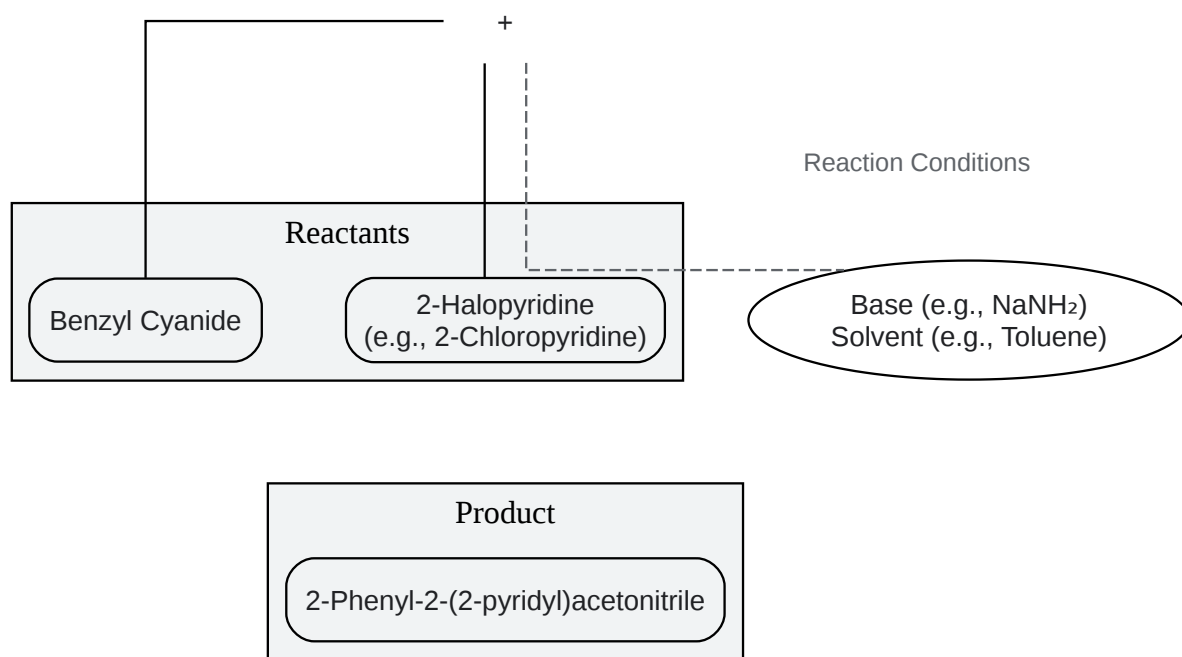 +
Reaction Conditions
Reactants
Benzyl Cyanide
2-Halopyridine
(e.g., 2-Chloropyridine)
Base (e.g., NaNH₂)
Solvent (e.g., Toluene)
Product
2-Phenyl-2-(2-pyridyl)acetonitrile